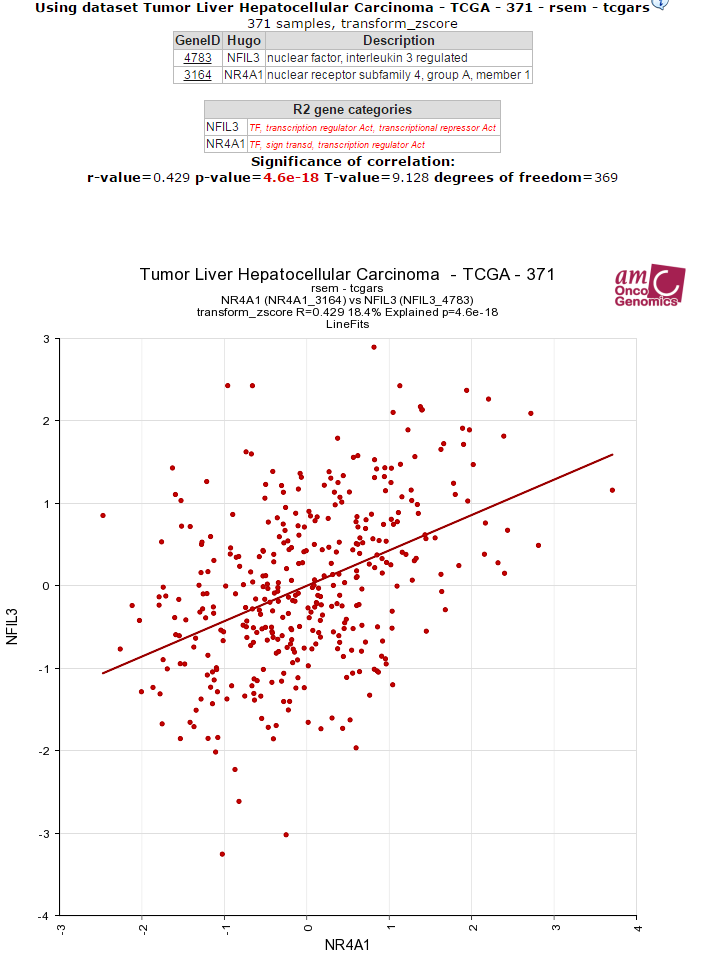 Using dataset Tumor Liver Hepatocellular Carcinoma - TCGA - 371 - rsem - tcgars i
371 samples, transform_zscore
GeneID Hugo Description
4783 NFIL3 nuclear factor, interleukin 3 regulated
3164 NR4A1 nuclear receptor subfamily 4, group A, member 1
R2 gene categories
NFIL3 TF, transcription regulator Act, transcriptional repressor Act
NR4A1 TF, sign transd, transcription regulator Act
Significance of correlation:
r-value=0.429 p-value=4.6e-18 T-value=9.128 degrees of freedom=369
Tumor Liver Hepatocellular Carcinoma - TCGA - 371
rsem - tcgars
NR4A1 (NR4A1_3164) vs NFIL3 (NFIL3_4783)
transform_zscore R=0.429 18.4% Explained p=4.6e-18
LineFits
amc
Onco
Genomics
3
2
1
0
-1
-2
-3
-4
NFIL3
-3 -2 -1 0 1 2 3 4
NR4A1